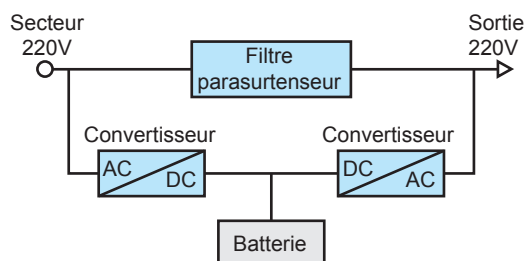 Secteur
220V
Filtre
parasurtenseur
Sortie
220V
Convertisseur
AC
DC
Convertisseur
DC
AC
Batterie